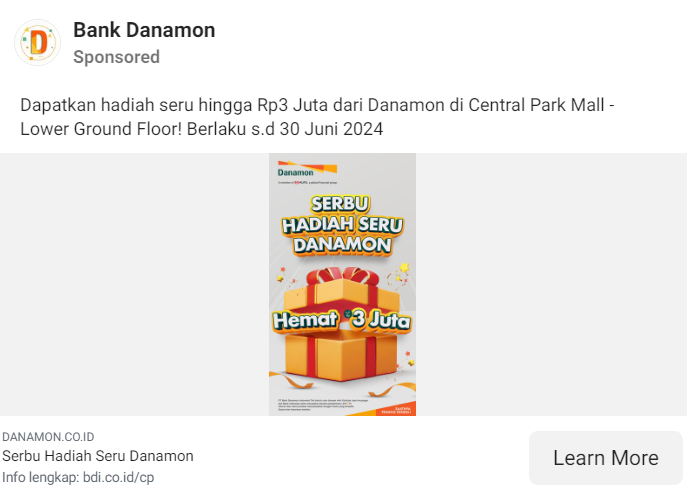 Bank Danamon
Sponsored
Dapatkan hadiah seru hingga Rp3 Juta dari Danamon di Central Park Mall -
Lower Ground Floor! Berlaku s.d 30 Juni 2024
Danamon
SERBU
HADIAH SERU
DANAMON
Hemat 3 Juta
DANAMON.CO.ID
Serbu Hadiah Seru Danamon
Info lengkap: bdi.co.id/cp
Learn More